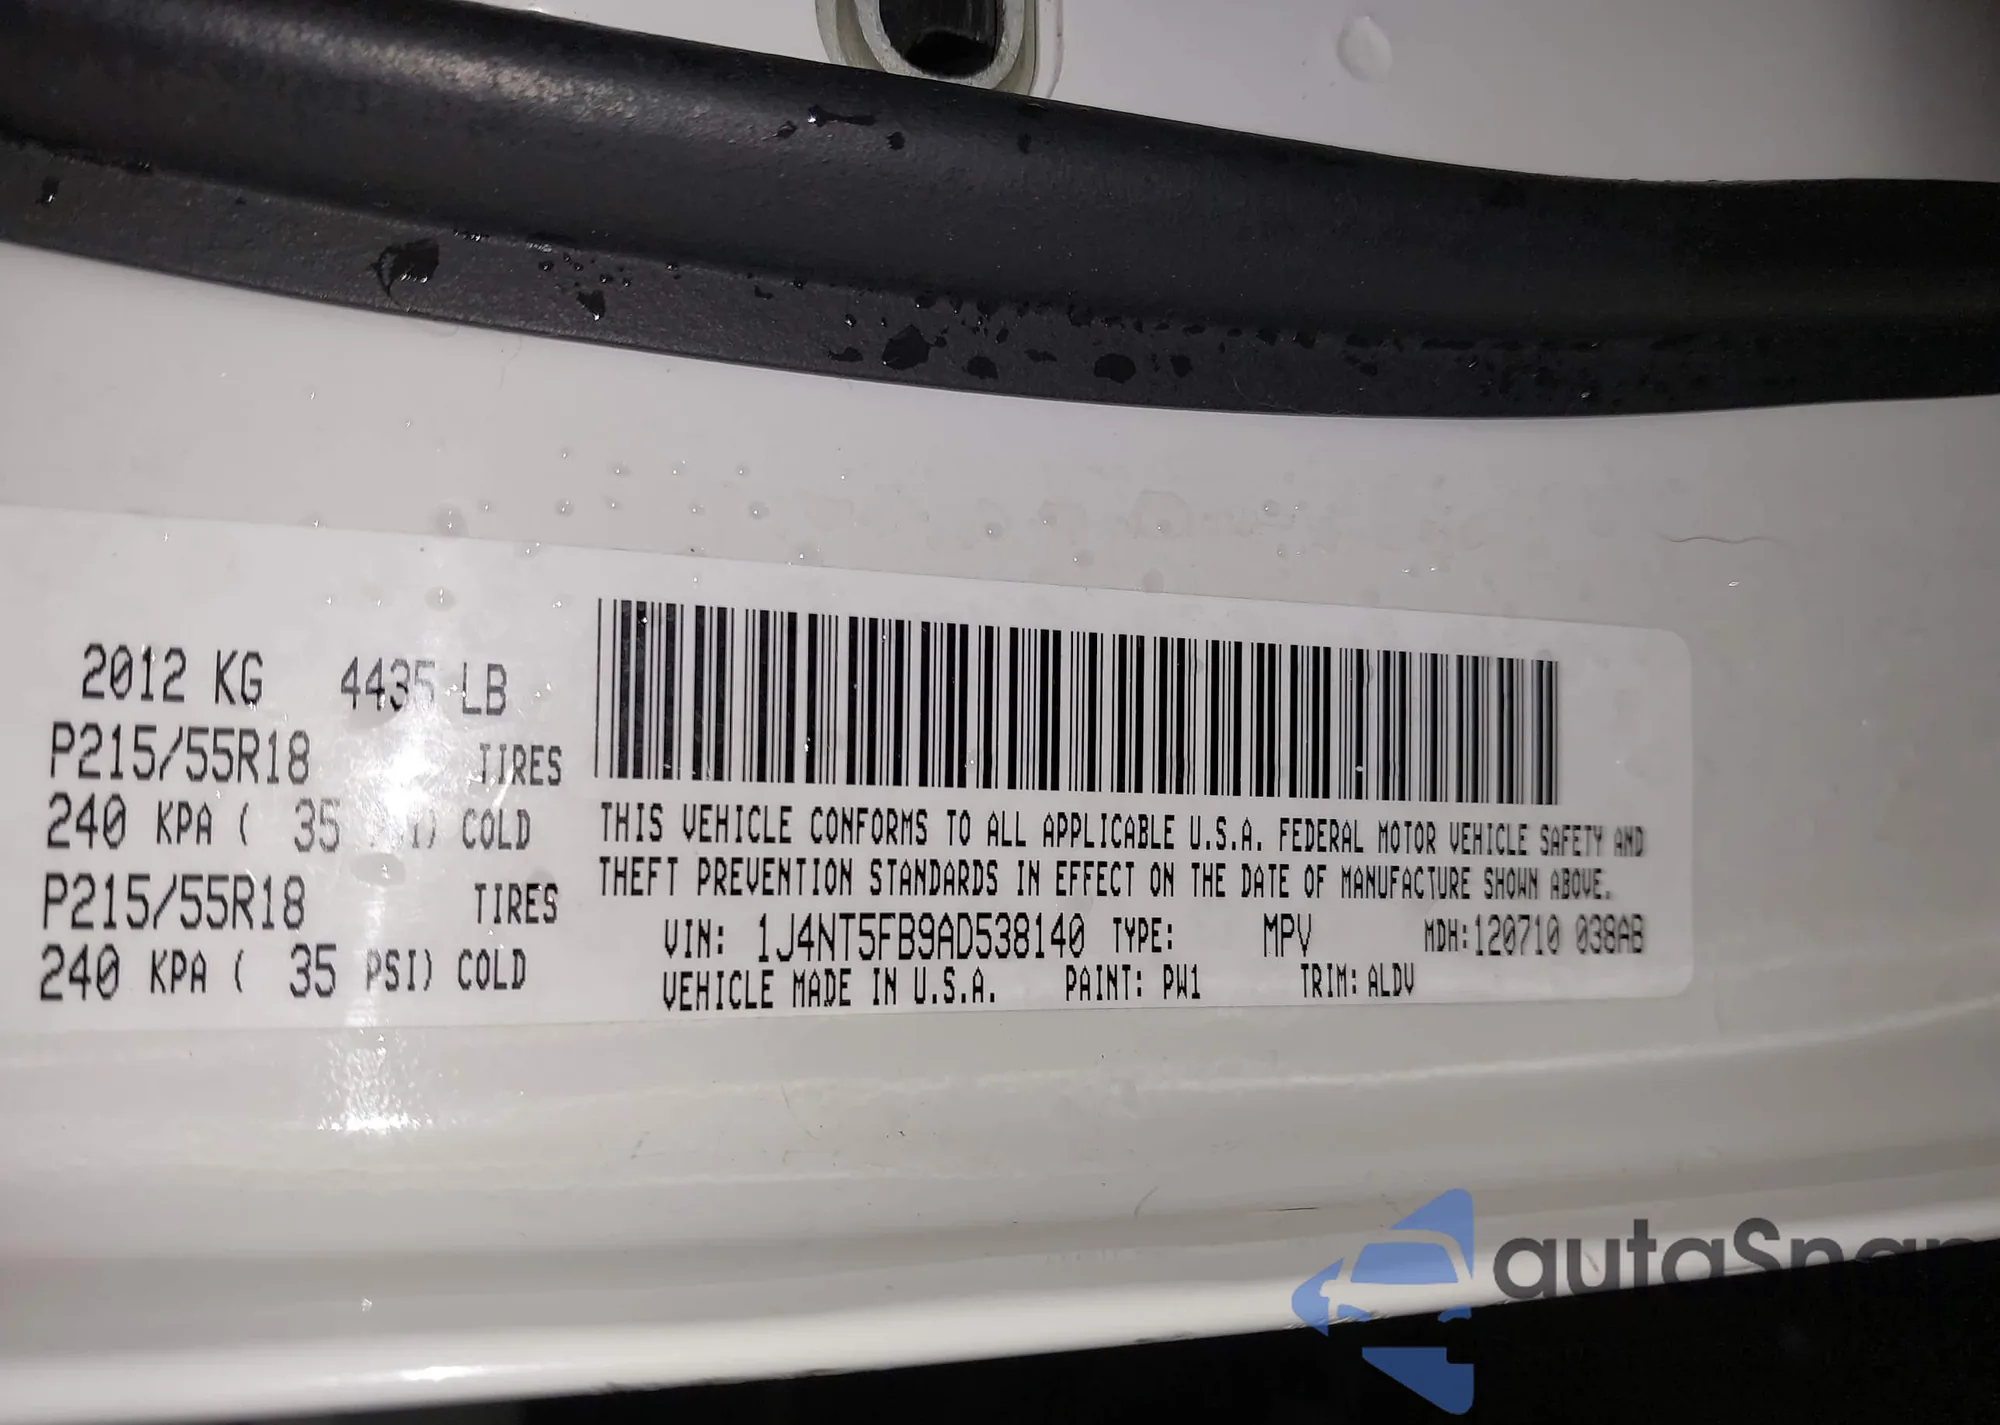 2012 KG 4435 LB
P215/55R18 TIRES
240 KPA ( 35 PSI) COLD
P215/55R18 TIRES
240 KPA ( 35 PSI) COLD
THIS VEHICLE CONFORMS TO ALL APPLICABLE U.S.A. FEDERAL MOTOR VEHICLE SAFETY AND
THEFT PREVENTION STANDARDS IN EFFECT ON THE DATE OF MANUFACTURE SHOWN ABOVE.
VIN: 1J4NT5FB9AD538140 TYPE: MPV MDH:120710 038AB
VEHICLE MADE IN U.S.A. PAINT: PW1 TRIM: ALDV